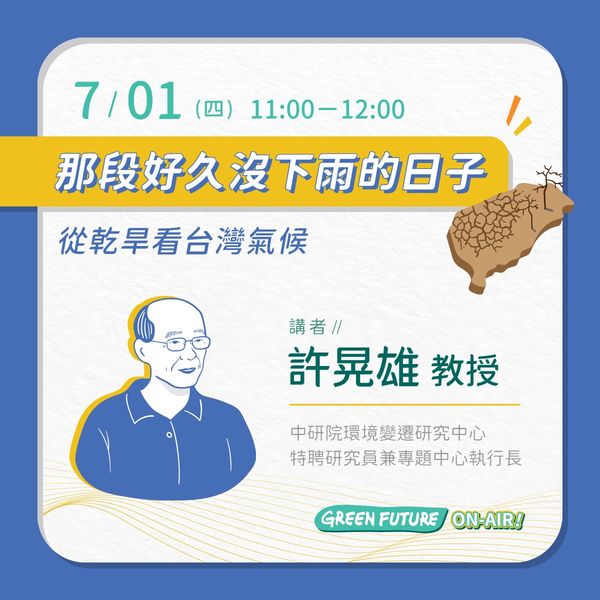 7/01 (四) 11:00－12:00
那段好久沒下雨的日子
從乾旱看台灣氣候
講者//
許晃雄 教授
中研院環境變遷研究中心
特聘研究員兼專題中心執行長
GREEN FUTURE ON-AIR!